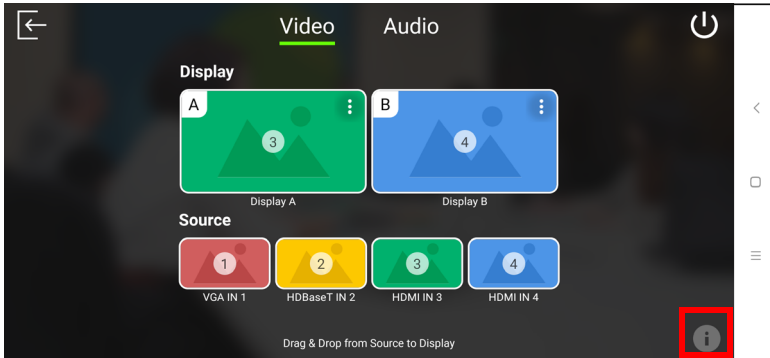 Video Audio
Display
A B
3 4
Display A Display B
Source
1 2 3 4
VGA IN 1 HDBaseT IN 2 HDMI IN 3 HDMI IN 4
Drag & Drop from Source to Display
i